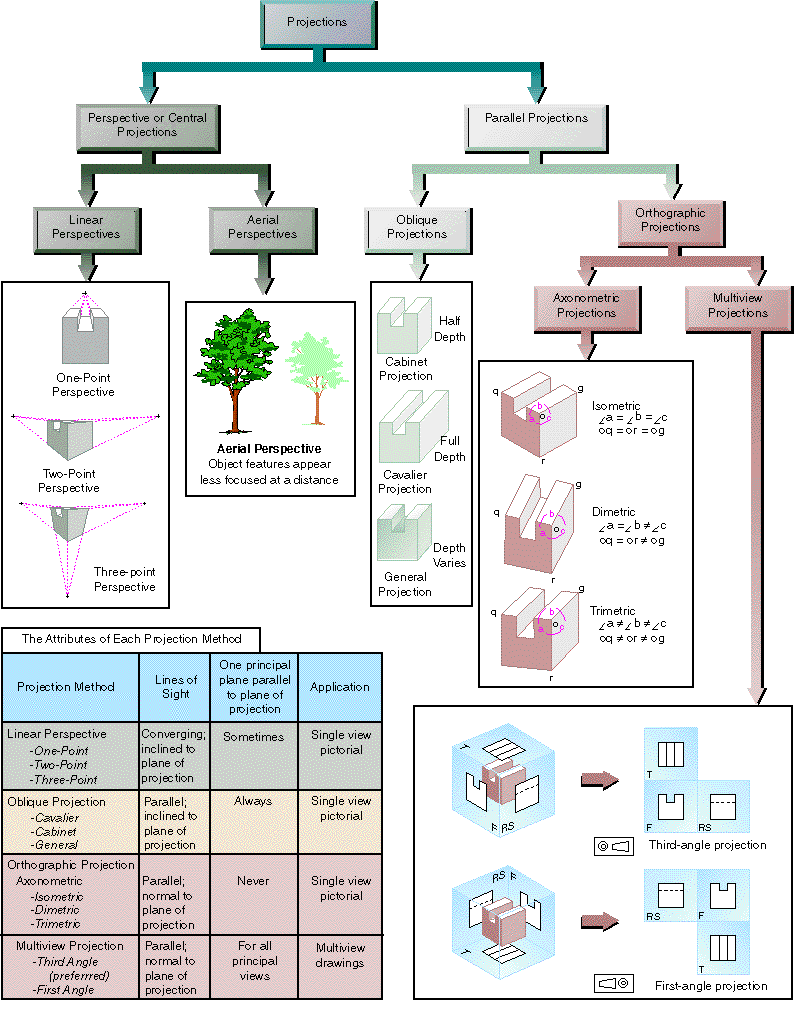 Projections
Perspective or Central
Projections
Parallel Projections
Linear
Perspectives
Aerial
Perspectives
Oblique
Projections
Orthographic
Projections
Axonometric
Projections
Multiview
Projections
One-Point
Perspective
Two-Point
Perspective
Three-point
Perspective
Aerial Perspective
Object features appear
less focused at a distance
Half
Depth
Cabinet
Projection
Full
Depth
Cavalier
Projection
Depth
Varies
General
Projection
q
g
b
a
o
c
r
Isometric
∠a = ∠b = ∠c
oq = or = og
q
g
b
a
o
c
r
Dimetric
∠a = ∠b ≠ ∠c
oq = or ≠ og
q
g
b
a
o
c
r
Trimetric
∠a ≠ ∠b ≠ ∠c
oq ≠ or ≠ og
The Attributes of Each Projection Method
Projection Method
Lines of
Sight
One principal
plane parallel
to plane of
projection
Application
Linear Perspective
-One-Point
-Two-Point
-Three-Point
Converging;
inclined to
plane of
projection
Sometimes
Single view
pictorial
Oblique Projection
-Cavalier
-Cabinet
-General
Parallel;
inclined to
plane of
projection
Always
Single view
pictorial
Orthographic Projection
Axonometric
-Isometric
-Dimetric
-Trimetric
Parallel;
normal to
plane of
projection
Never
Single view
pictorial
Multiview Projection
-Third Angle
(preferrred)
-First Angle
Parallel;
normal to
plane of
projection
For all
principal
views
Multiview
drawings
T
F
RS
T
F
RS
Third-angle projection
RS
F
T
RS
F
T
First-angle projection